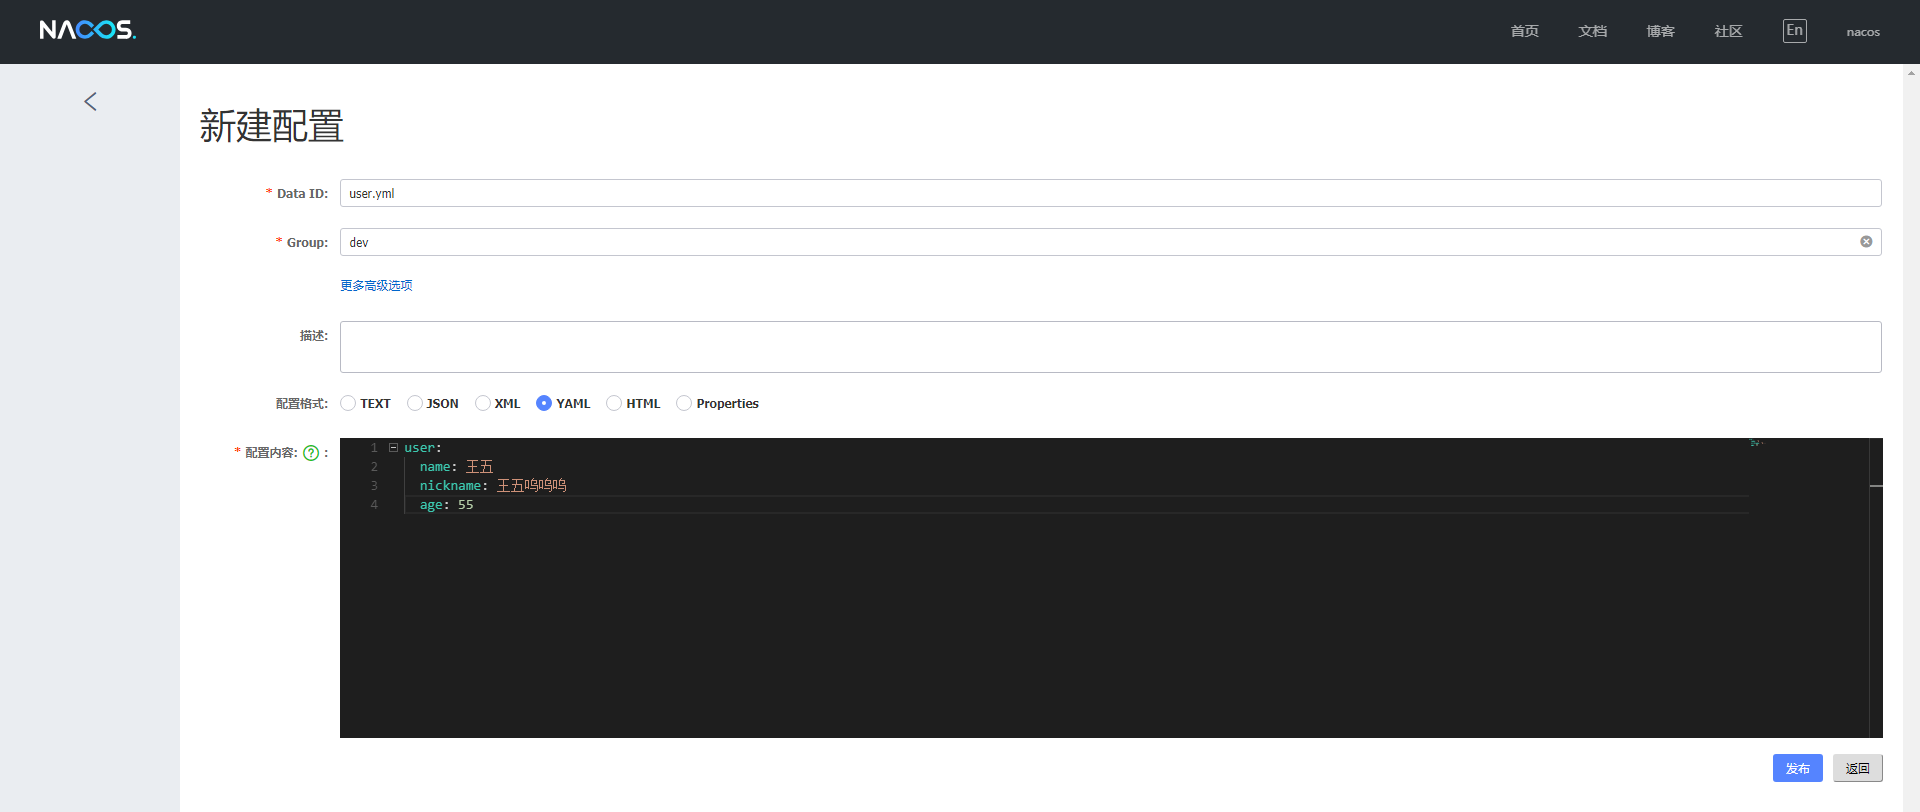 NACOS.
首页 文档 博客 社区 En nacos
新建配置
* Data ID: user.yml
* Group: dev
更多高级选项
描述:
配置格式: TEXT JSON XML YAML HTML Properties
* 配置内容: ? :
1 user:
2 name: 王五
3 nickname: 王五呜呜呜
4 age: 55
发布 返回